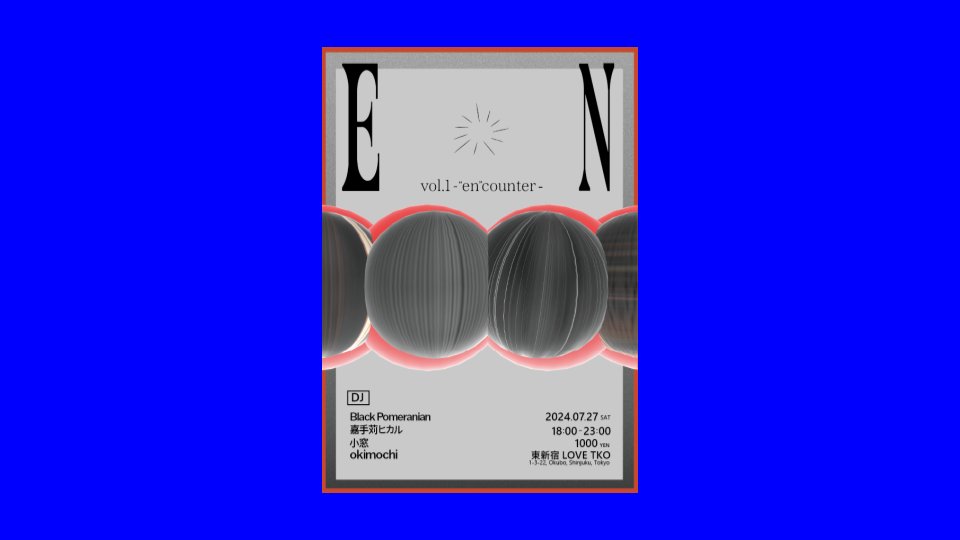 E N
vol.1 -"en"counter-
DJ
Black Pomeranian
嘉手苅ヒカル
小窓
okimochi
2024.07.27 SAT
18:00-23:00
1000 YEN
東新宿 LOVE TKO
1-3-22, Okubo, Shinjuku, Tokyo